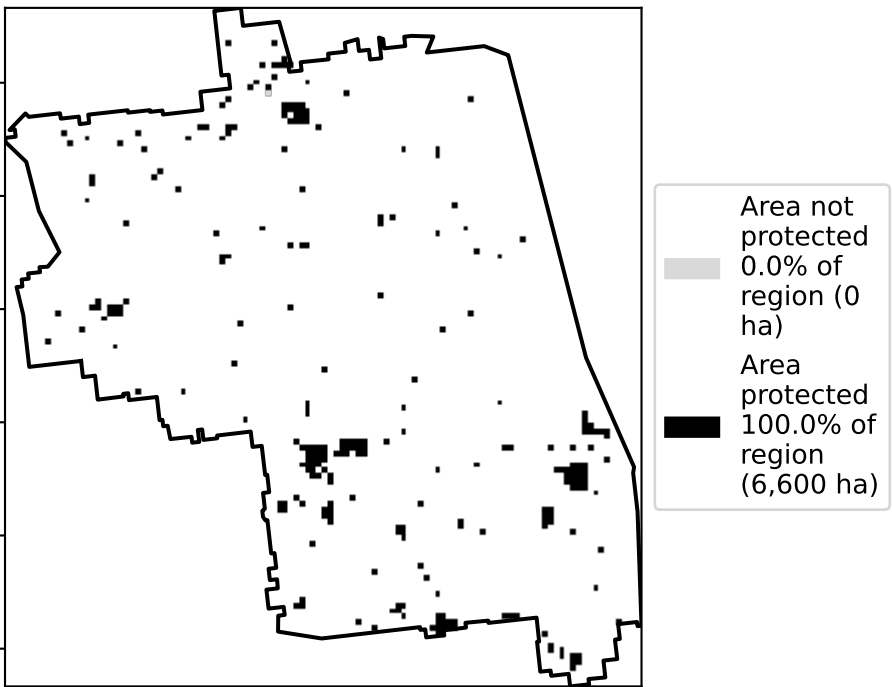 Area not
protected
0.0% of
region (0
ha)
Area
protected
100.0% of
region
(6,600 ha)